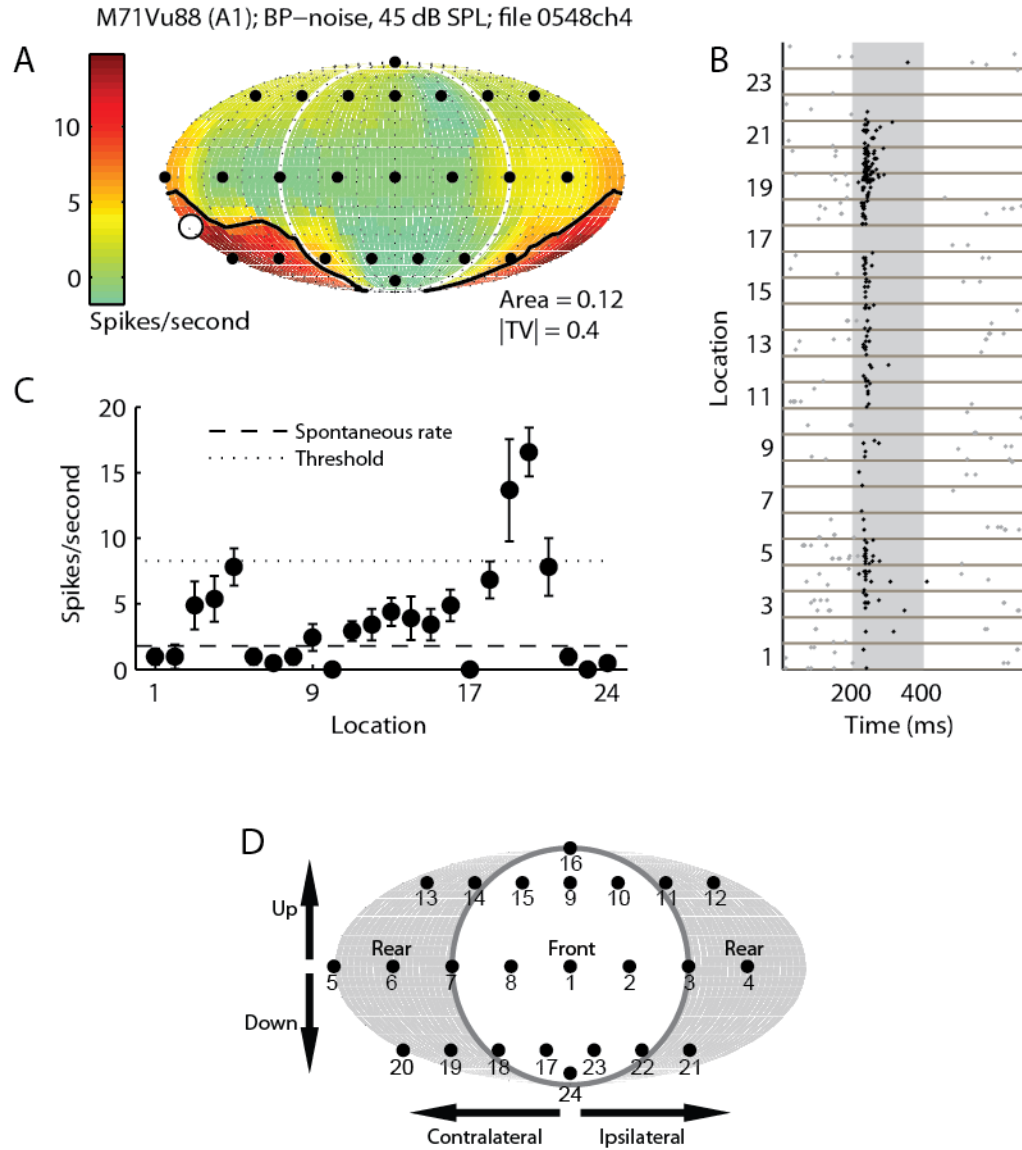 M71Vu88 (A1); BP−noise, 45 dB SPL; file 0548ch4
A
10
5
0
Spikes/second
Area = 0.12
|TV| = 0.4
B
23
21
19
17
15
13
11
9
7
5
3
1
Location
200 400
Time (ms)
C
20
15
10
5
0
Spikes/second
Spontaneous rate
Threshold
1 9 17 24
Location
D
Up
Down
16
13 14 15 9 10 11 12
Rear Front Rear
5 6 7 8 1 2 3 4
20 19 18 17 23 22 21
24
Contralateral Ipsilateral